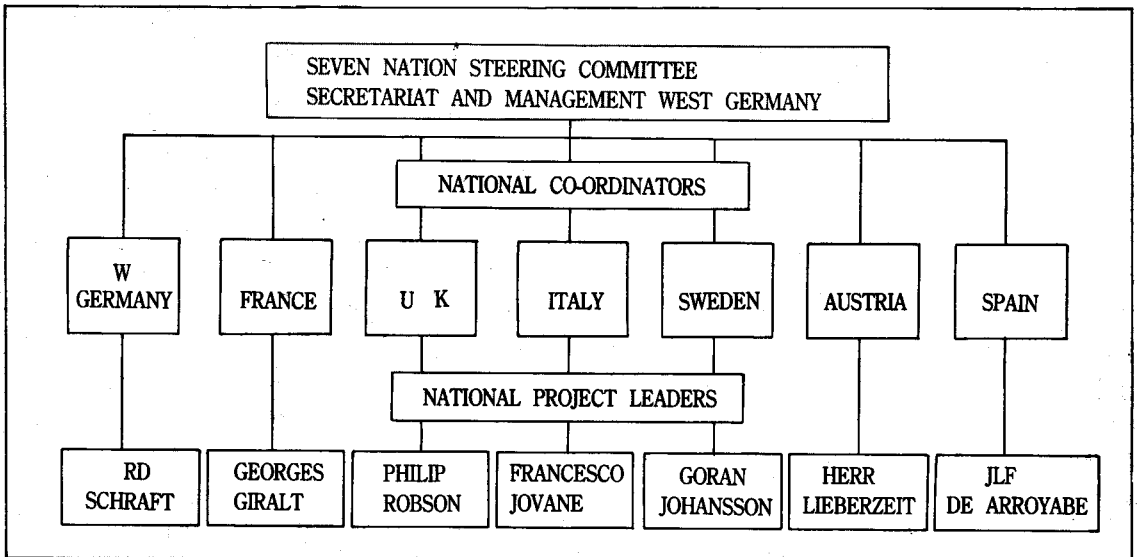 SEVEN NATION STEERING COMMITTEE
SECRETARIAT AND MANAGEMENT WEST GERMANY
NATIONAL CO-ORDINATORS
W
GERMANY
FRANCE
U K
ITALY
SWEDEN
AUSTRIA
SPAIN
NATIONAL PROJECT LEADERS
RD
SCHRAFT
GEORGES
GIRALT
PHILIP
ROBSON
FRANCESCO
JOVANE
GORAN
JOHANSSON
HERR
LIEBERZEIT
JLF
DE ARROYABE